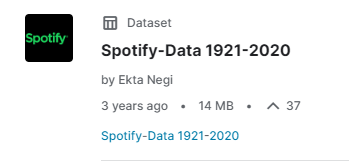 Spotify
Dataset
Spotify-Data 1921-2020
by Ekta Negi
3 years ago • 14 MB • 37
Spotify-Data 1921-2020